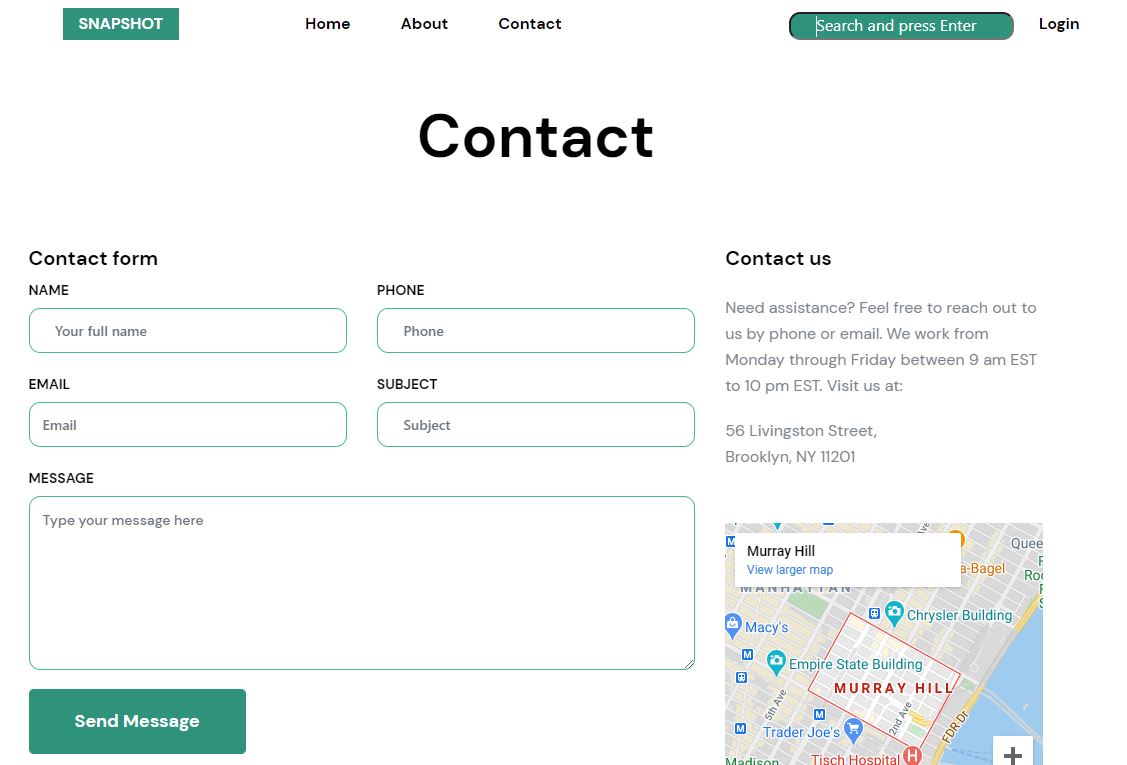 SNAPSHOT
Home
About
Contact
Search and press Enter
Login
Contact
Contact form
NAME
Your full name
PHONE
Phone
EMAIL
Email
SUBJECT
Subject
MESSAGE
Type your message here
Send Message
Contact us
Need assistance? Feel free to reach out to
us by phone or email. We work from
Monday through Friday between 9 am EST
to 10 pm EST. Visit us at:
56 Livingston Street,
Brooklyn, NY 11201
Murray Hill
View larger map
MANHATTAN
a-Bagel
Chrysler Building
Macy's
Empire State Building
MURRAY HILL
5th Ave
2nd Ave
Trader Joe's
FDR Dr
Tisch Hospital
Madison